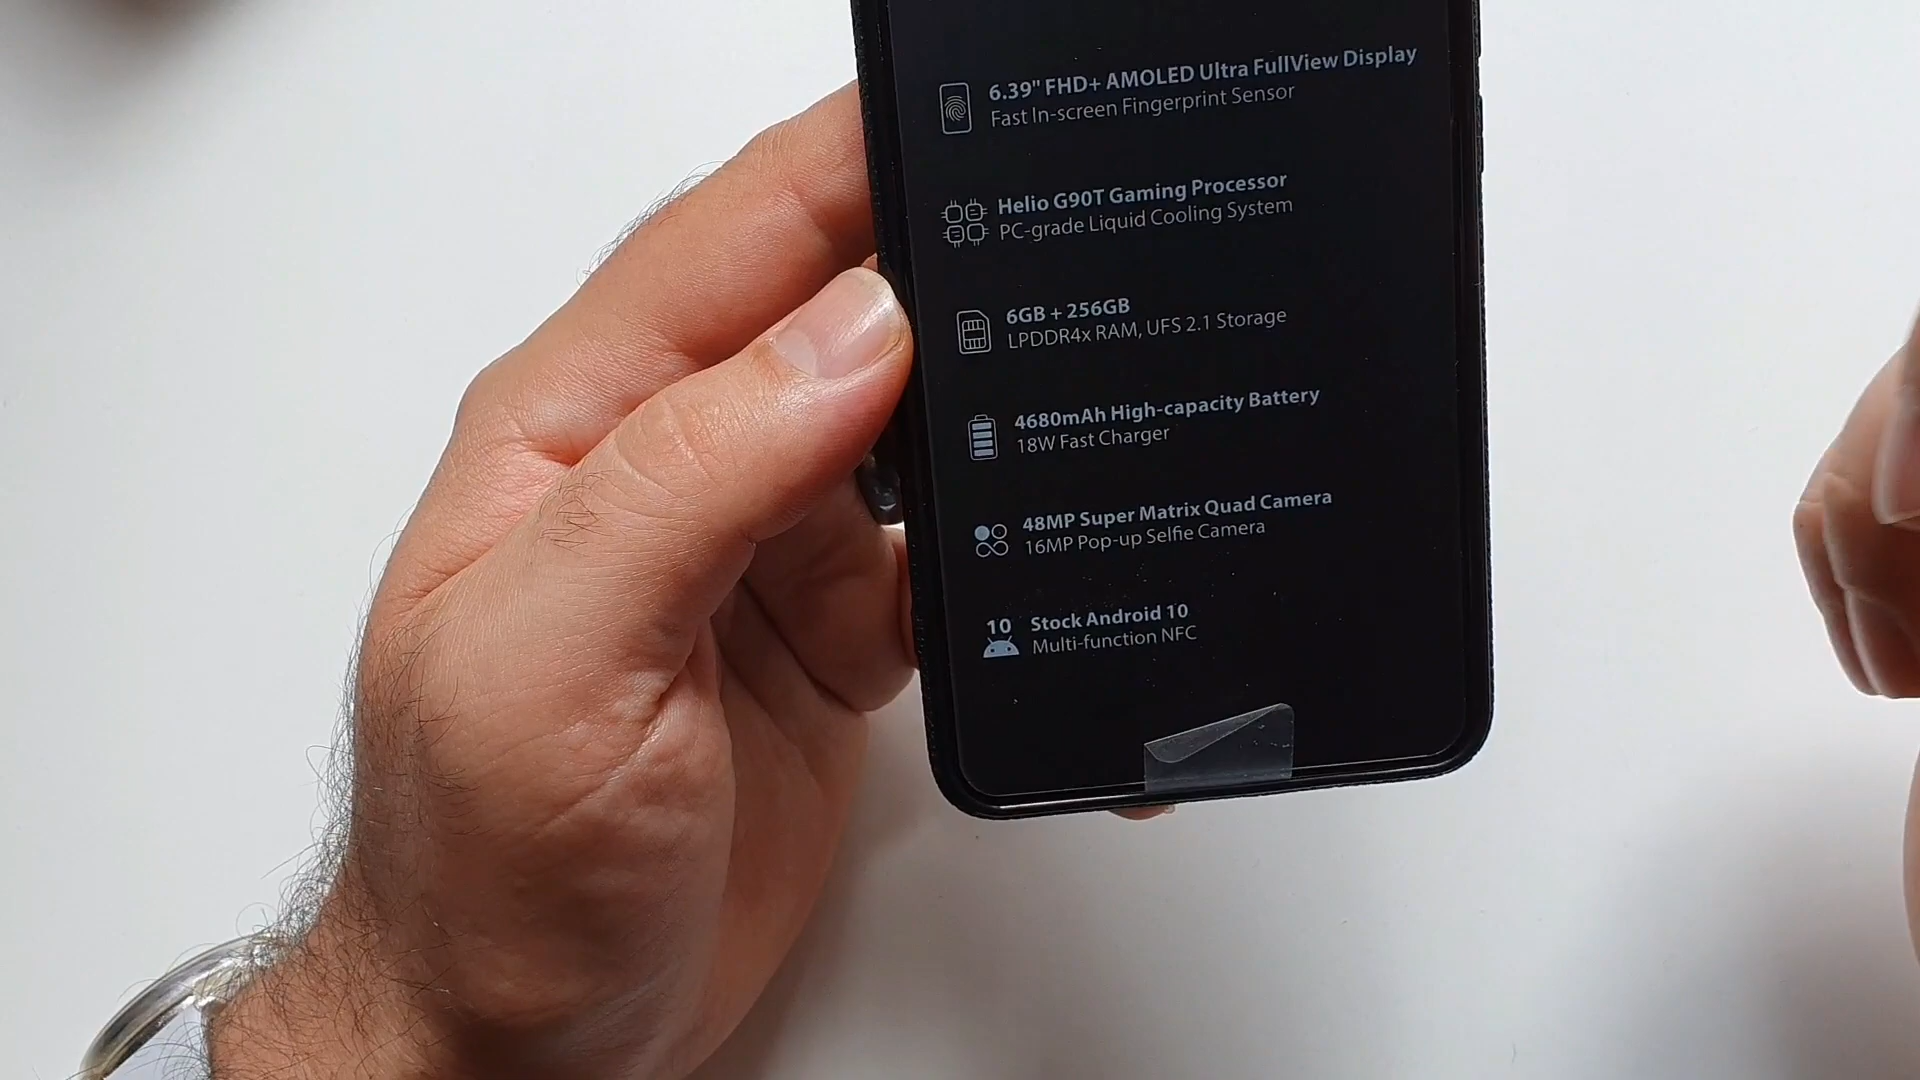 6.39" FHD+ AMOLED Ultra FullView Display
Fast In-screen Fingerprint Sensor
Helio G90T Gaming Processor
PC-grade Liquid Cooling System
6GB + 256GB
LPDDR4x RAM, UFS 2.1 Storage
4680mAh High-capacity Battery
18W Fast Charger
48MP Super Matrix Quad Camera
16MP Pop-up Selfie Camera
10
Stock Android 10
Multi-function NFC